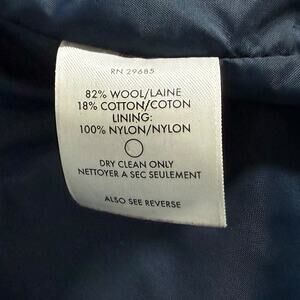 RN 29685
82% WOOL/LAINE
18% COTTON/COTON
LINING:
100% NYLON/NYLON
DRY CLEAN ONLY
NETTOYER A SEC SEULEMENT
ALSO SEE REVERSE